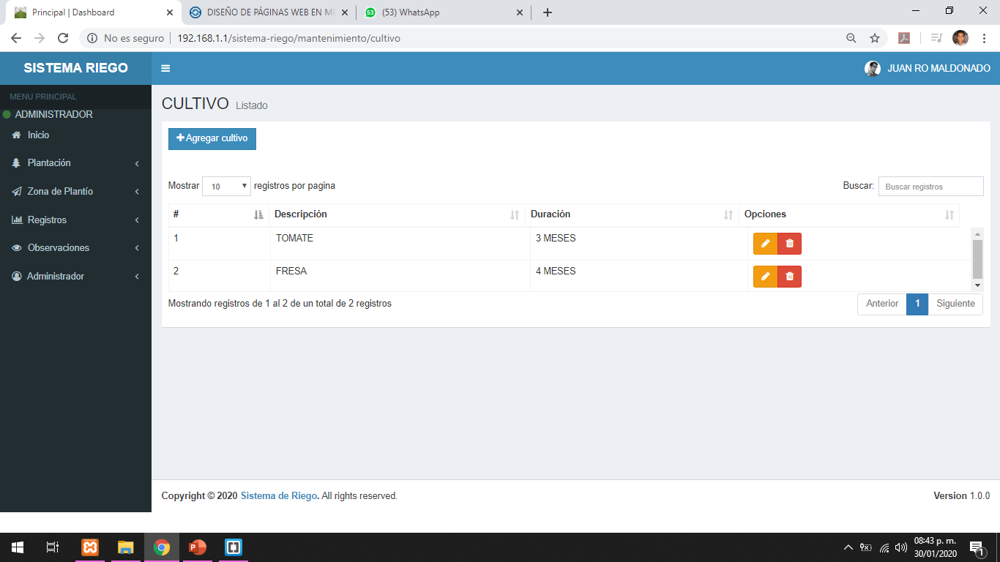 Principal | Dashboard
DISEÑO DE PÁGINAS WEB EN MÉ
(53) WhatsApp
No es seguro
192.168.1.1/sistema-riego/mantenimiento/cultivo
SISTEMA RIEGO
JUAN RO MALDONADO
MENU PRINCIPAL
ADMINISTRADOR
Inicio
Plantación
Zona de Plantío
Registros
Observaciones
Administrador
CULTIVO Listado
Agregar cultivo
Mostrar 10 registros por pagina
Buscar: Buscar registros
# Descripción Duración Opciones
1 TOMATE 3 MESES
2 FRESA 4 MESES
Mostrando registros de 1 al 2 de un total de 2 registros
Anterior 1 Siguiente
Copyright © 2020 Sistema de Riego. All rights reserved.
Version 1.0.0
08:43 p. m.
30/01/2020
1